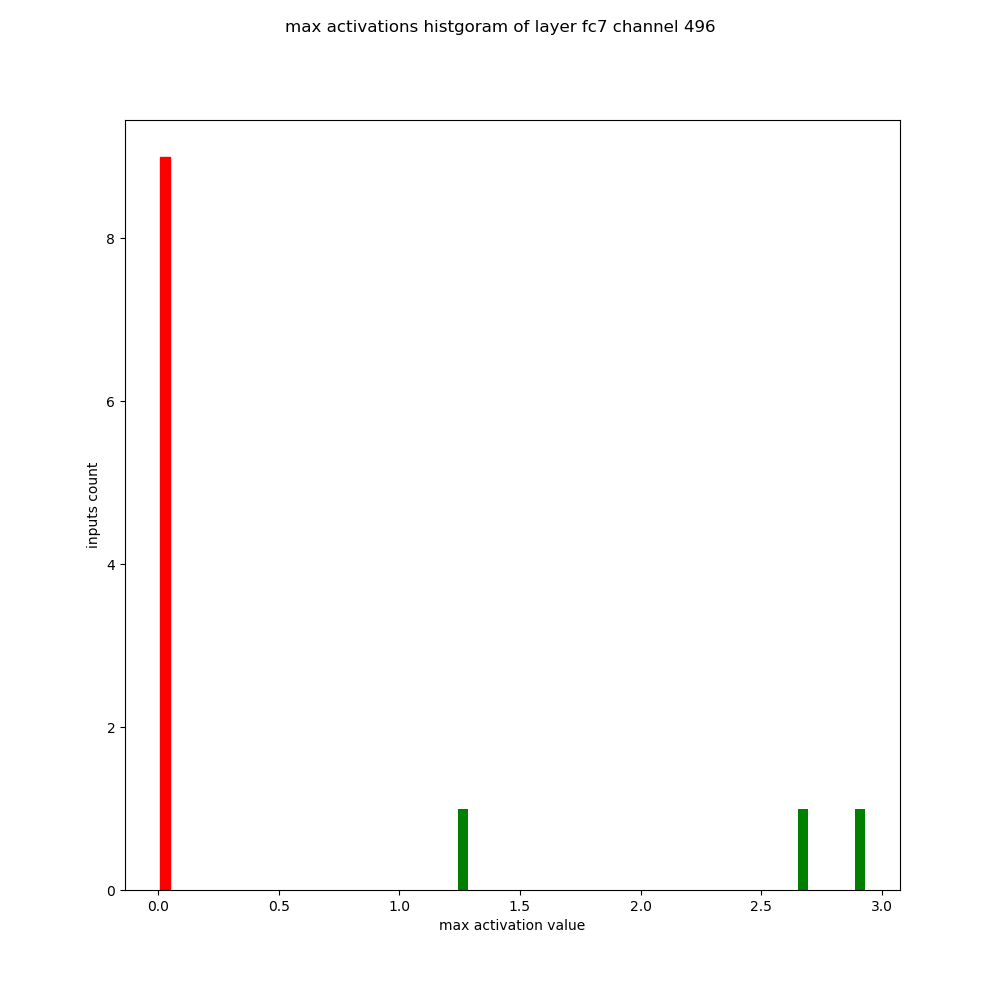 max activations histgoram of layer fc7 channel 496
8
6
4
2
0
inputs count
0.0 0.5 1.0 1.5 2.0 2.5 3.0
max activation value